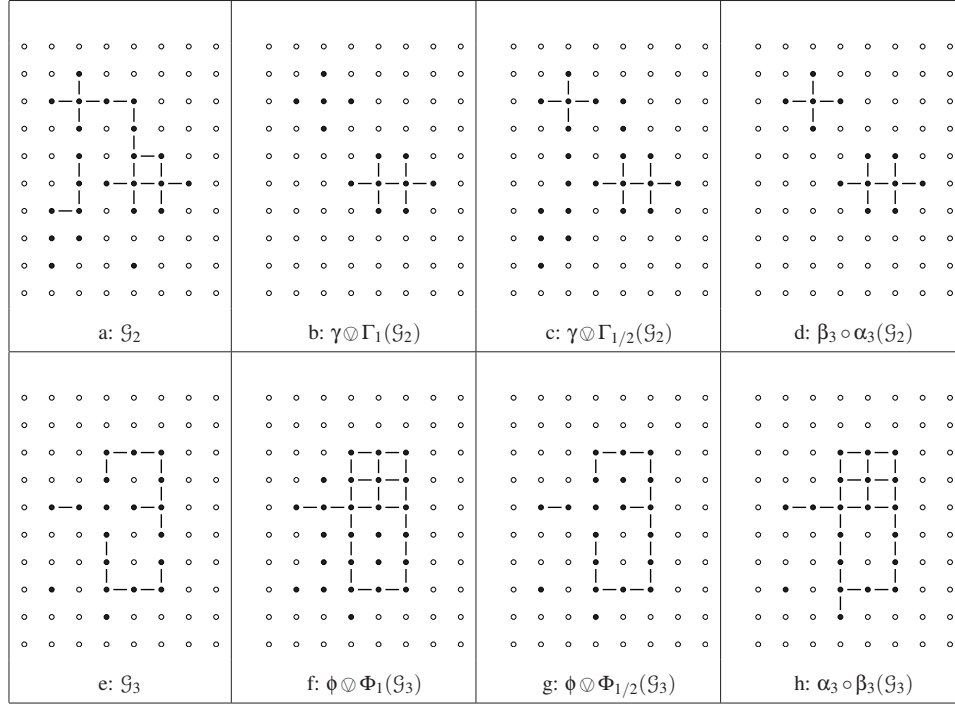 a: 𝒢₂ b: γ ⩔ Γ₁(𝒢₂) c: γ ⩔ Γ₁/₂(𝒢₂) d: β₃ ∘ α₃(𝒢₂)
e: 𝒢₃ f: ϕ ⩔ Φ₁(𝒢₃) g: ϕ ⩔ Φ₁/₂(𝒢₃) h: α₃ ∘ β₃(𝒢₃)